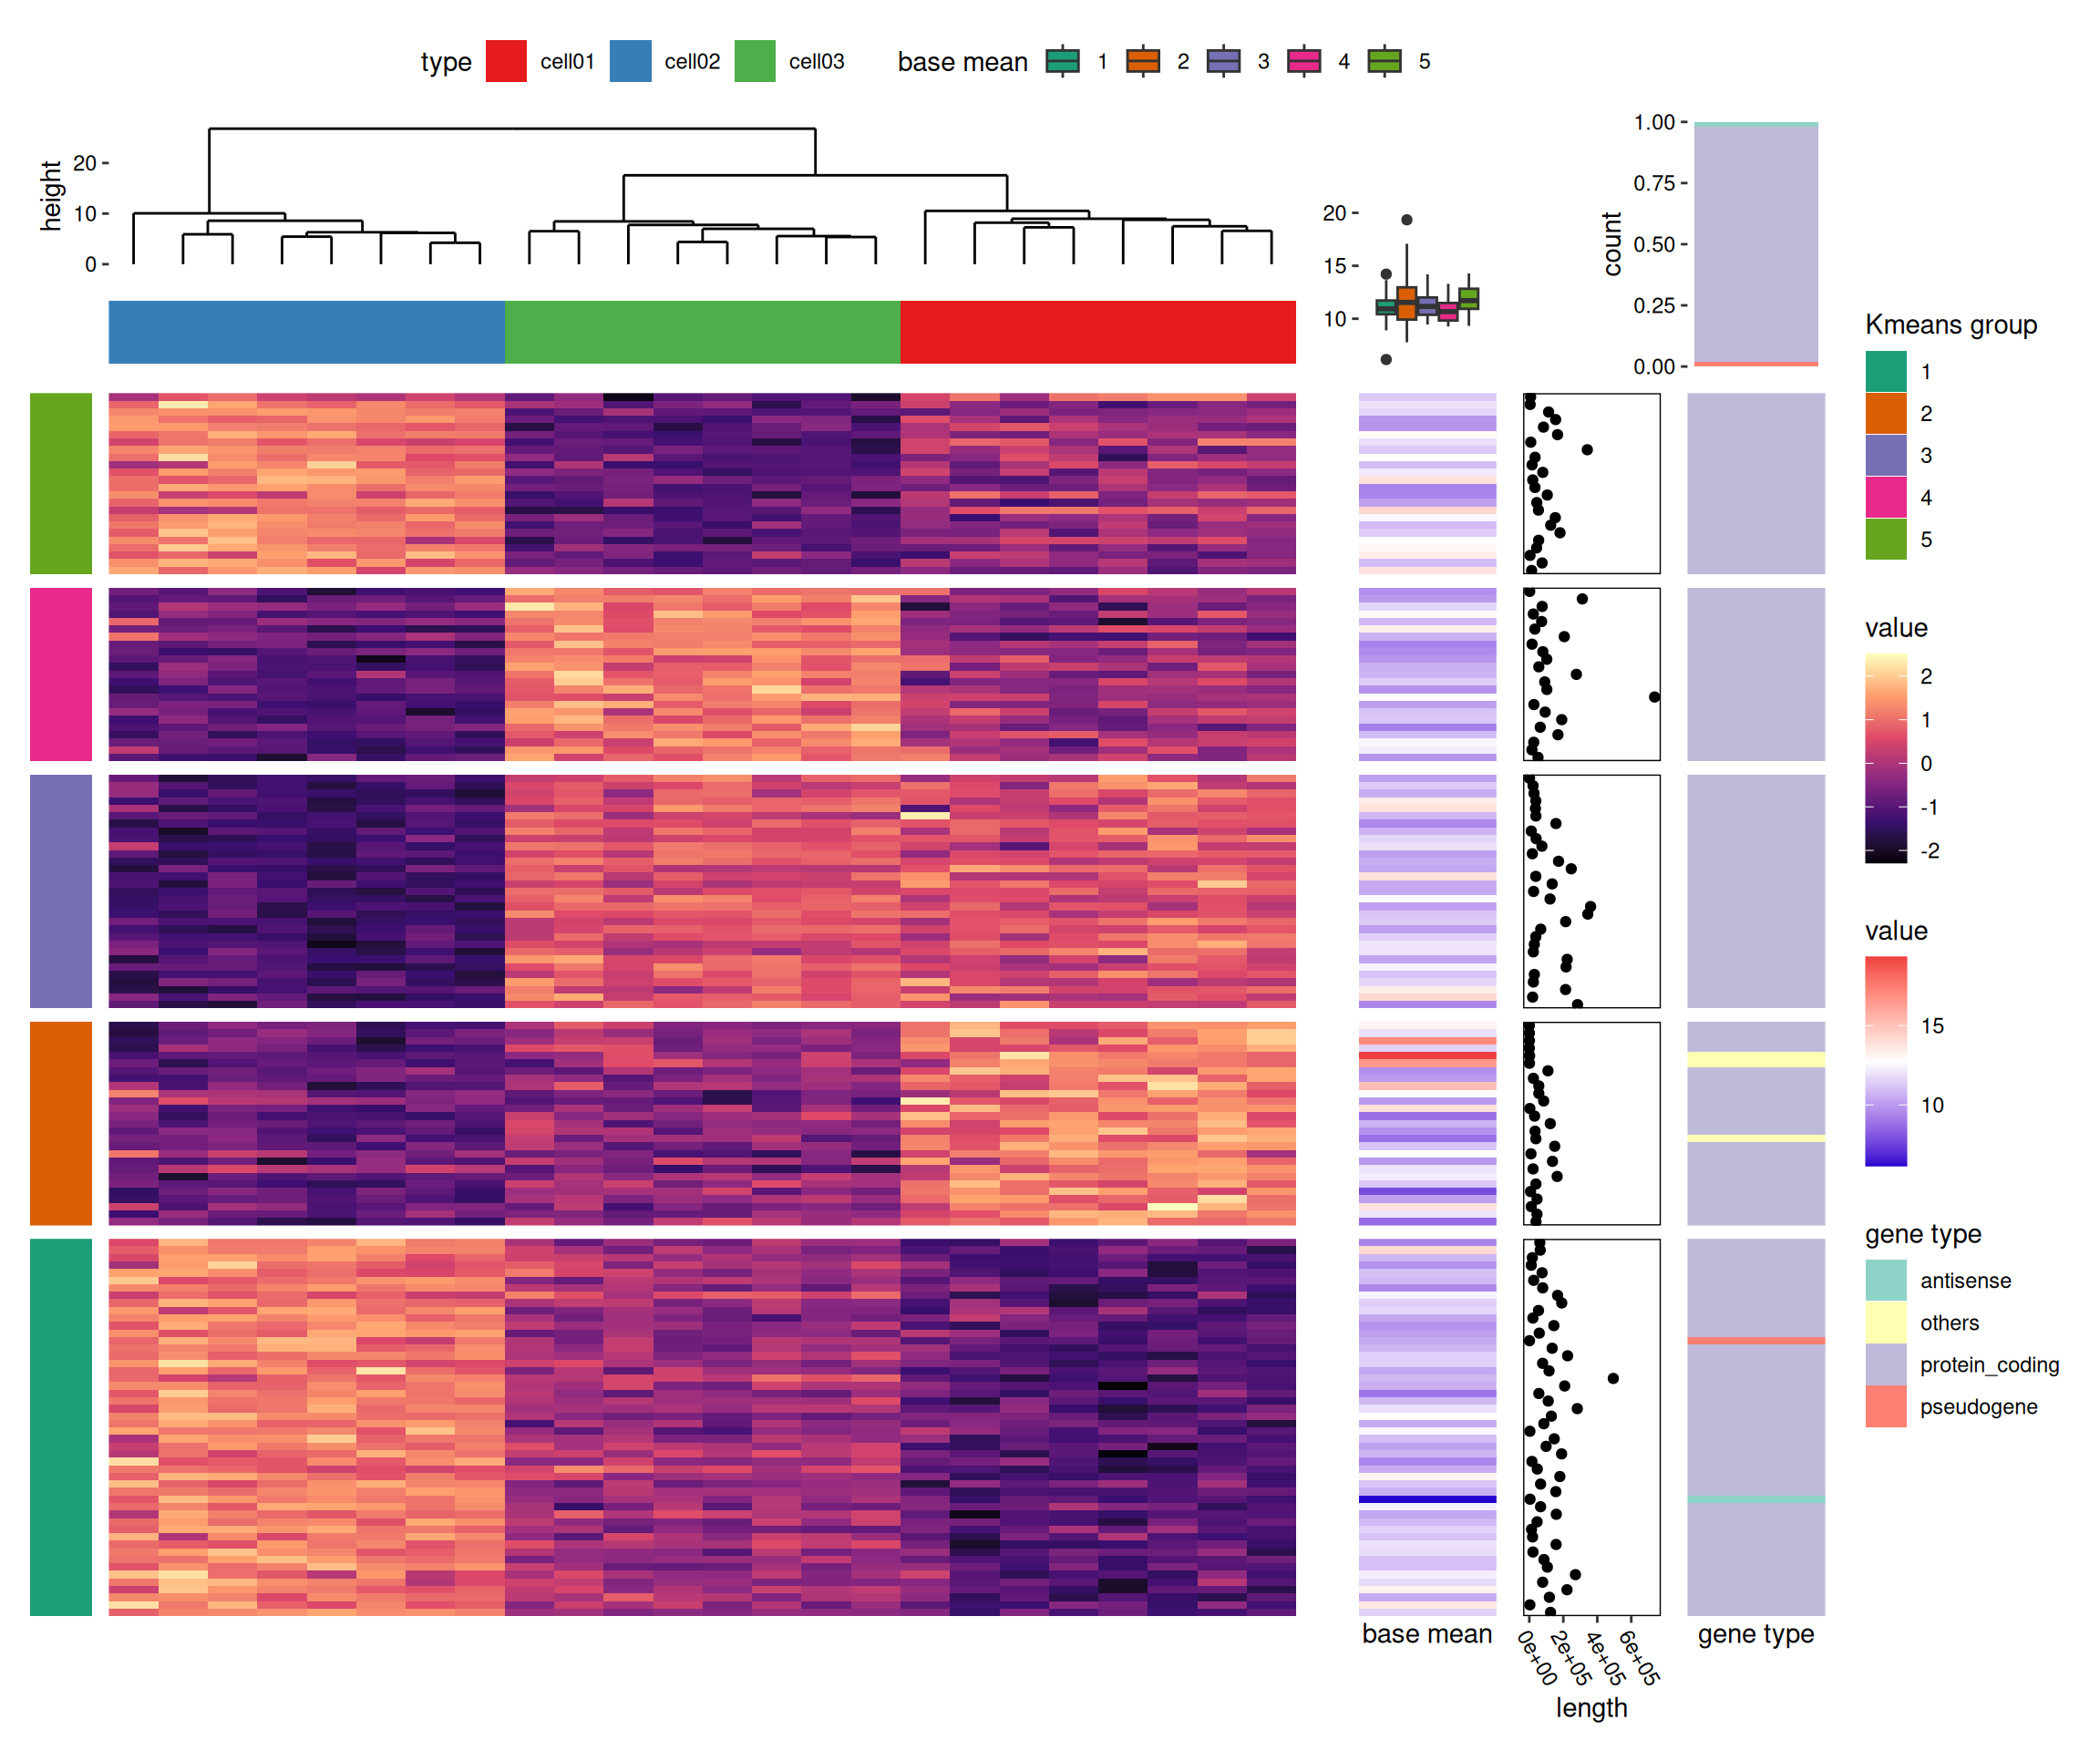 type cell01 cell02 cell03 base mean 1 2 3 4 5
height
20
10
0
20
15
10
count
1.00
0.75
0.50
0.25
0.00
Kmeans group
1
2
3
4
5
value
2
1
0
-1
-2
value
15
10
gene type
antisense
others
protein_coding
pseudogene
base mean
0e+00 2e+05 4e+05 6e+05
length
gene type